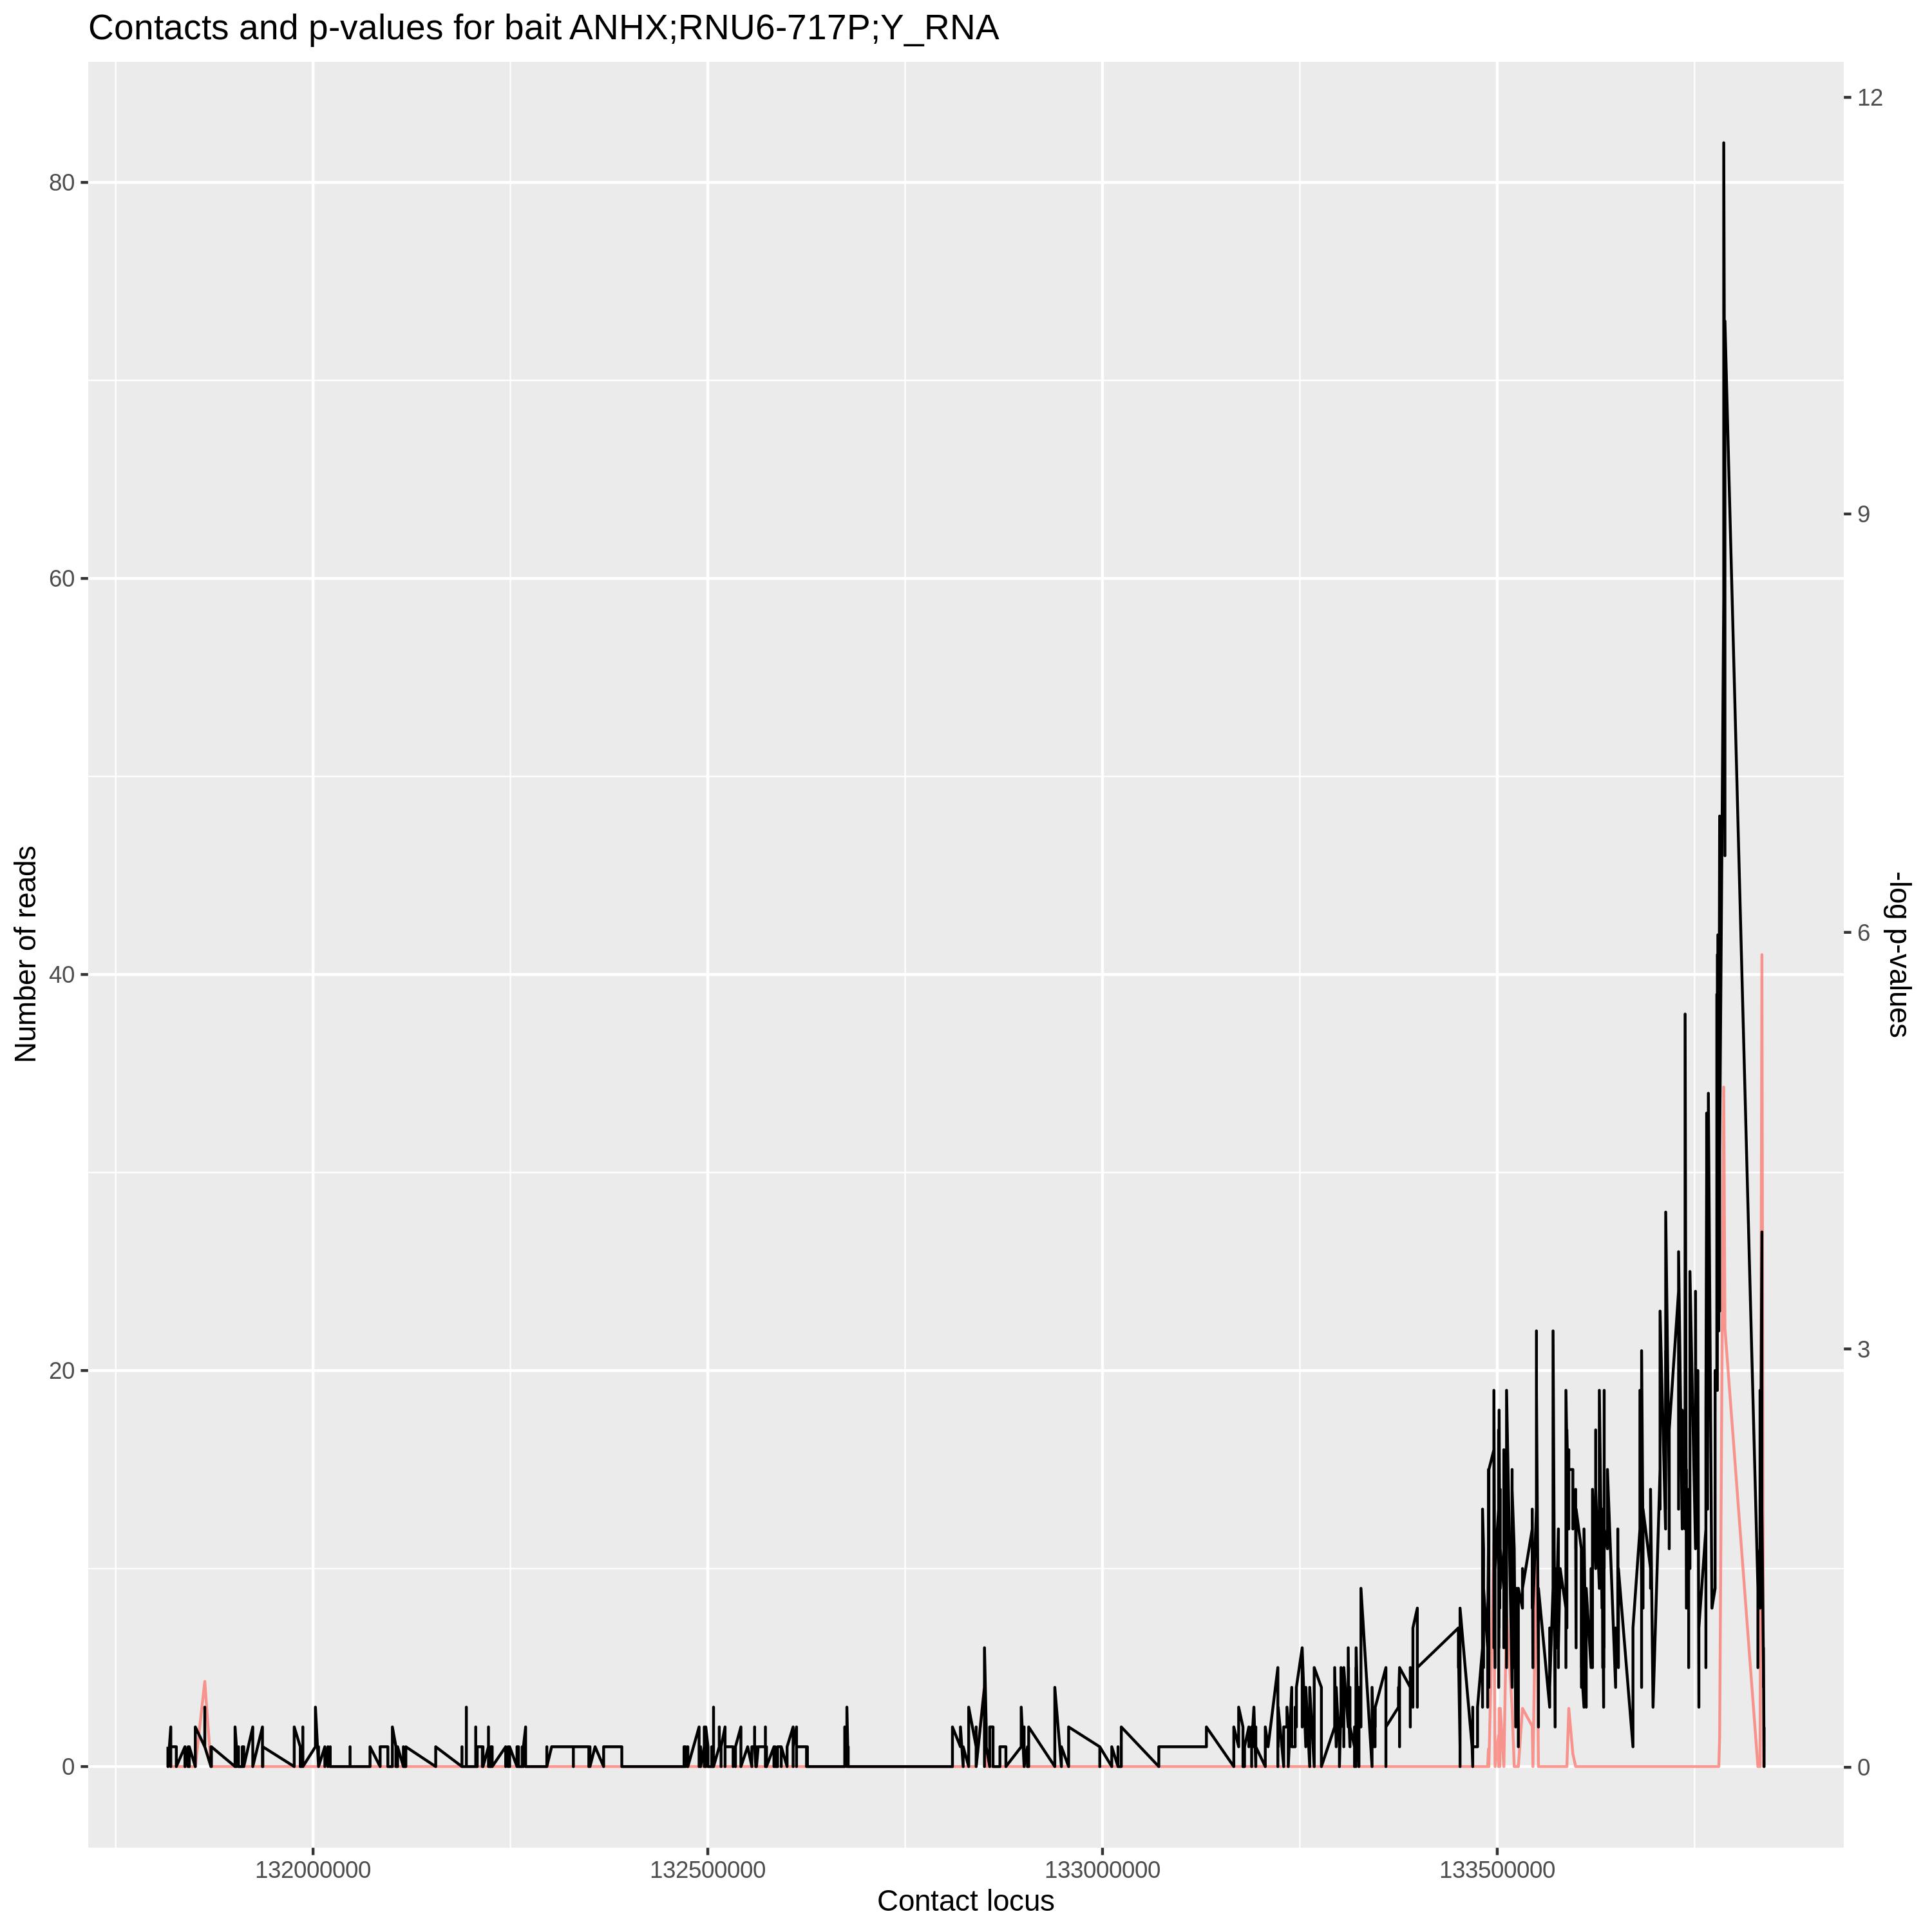 Contacts and p-values for bait ANHX;RNU6-717P;Y_RNA
12
80
9
60
Number of reads
-log p-values
6
40
3
20
0
0
132000000 132500000 133000000 133500000
Contact locus